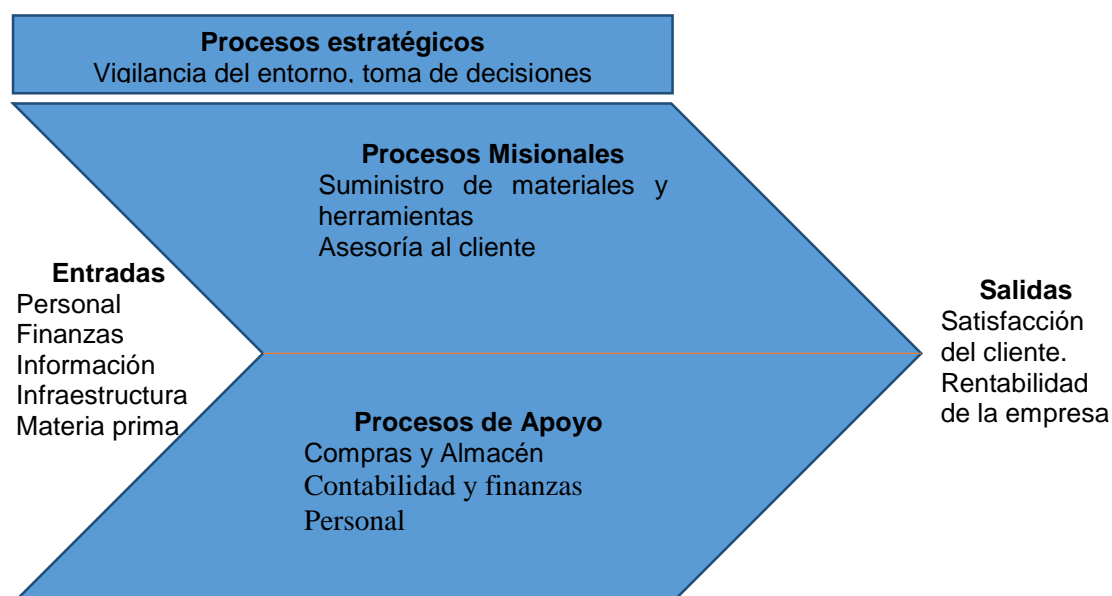 Procesos estratégicos
Vigilancia del entorno, toma de decisiones
Procesos Misionales
Suministro de materiales y
herramientas
Asesoría al cliente
Entradas
Personal
Finanzas
Información
Infraestructura
Materia prima
Salidas
Satisfacción
del cliente.
Rentabilidad
de la empresa
Procesos de Apoyo
Compras y Almacén
Contabilidad y finanzas
Personal